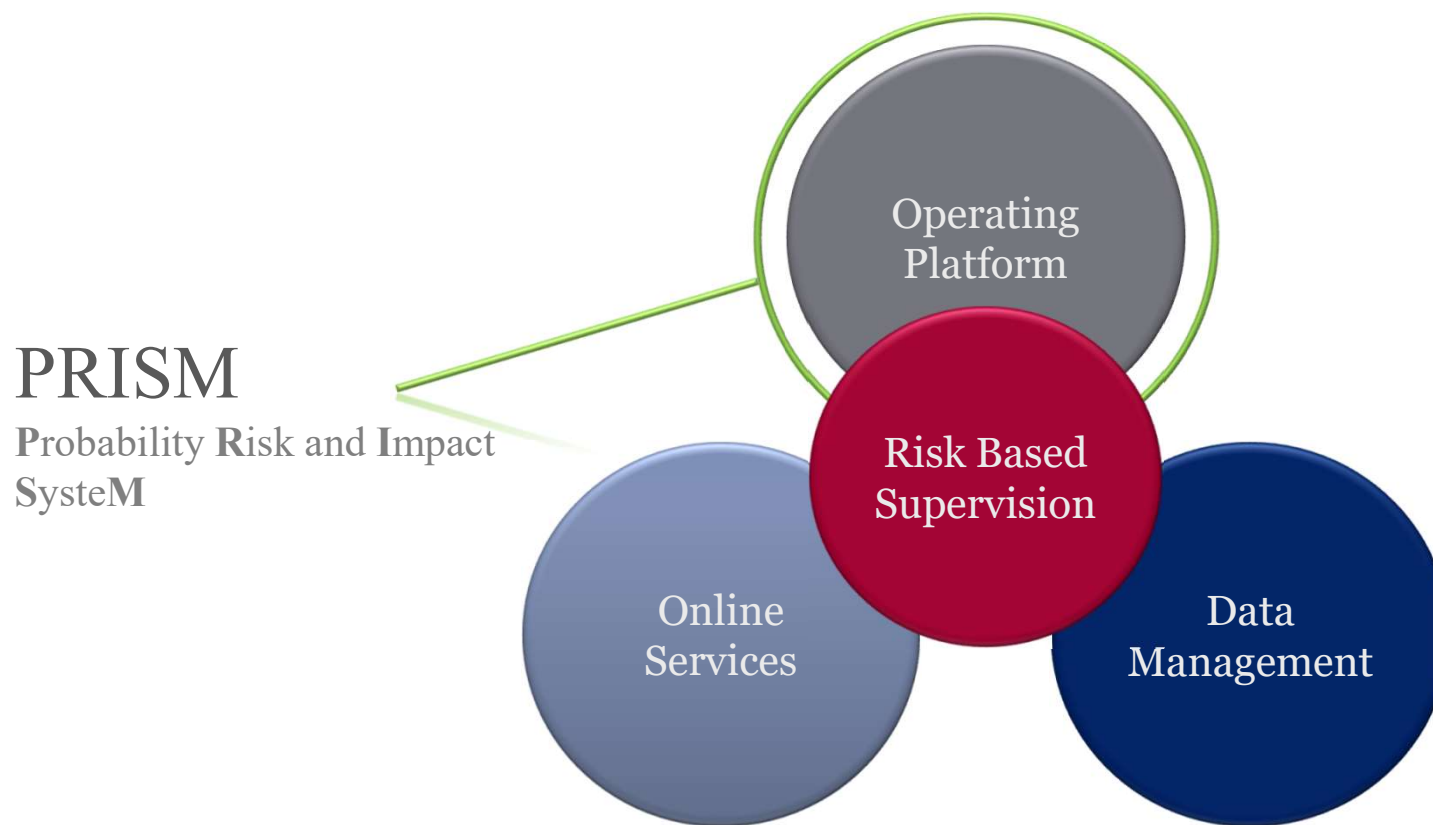 PRISM
Probability Risk and Impact
SysteM
Operating
Platform
Risk Based
Supervision
Online
Services
Data
Management